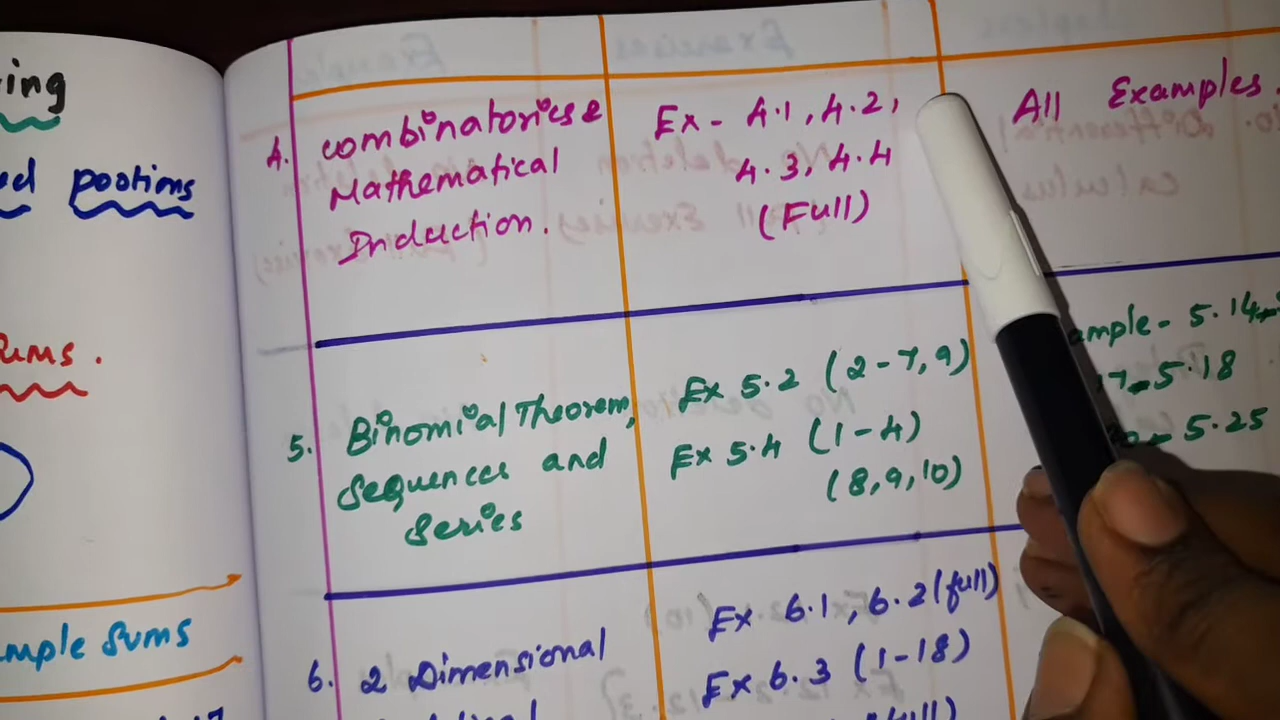 ing
ed pootions
ums.
mple Sums
4. Combinatorics &
Mathematical
Induction.
Ex - 4.1, 4.2,
4.3, 4.4
(Full)
All Examples.
5. Binomial Theorem,
Sequences and
Series
Ex 5.2 (2-7, 9)
Ex 5.4 (1-4)
(8, 9, 10)
ample - 5.14
17-5.18
- 5.25
6. 2 Dimensional
Ex 6.1, 6.2 (full)
Ex 6.3 (1-18)